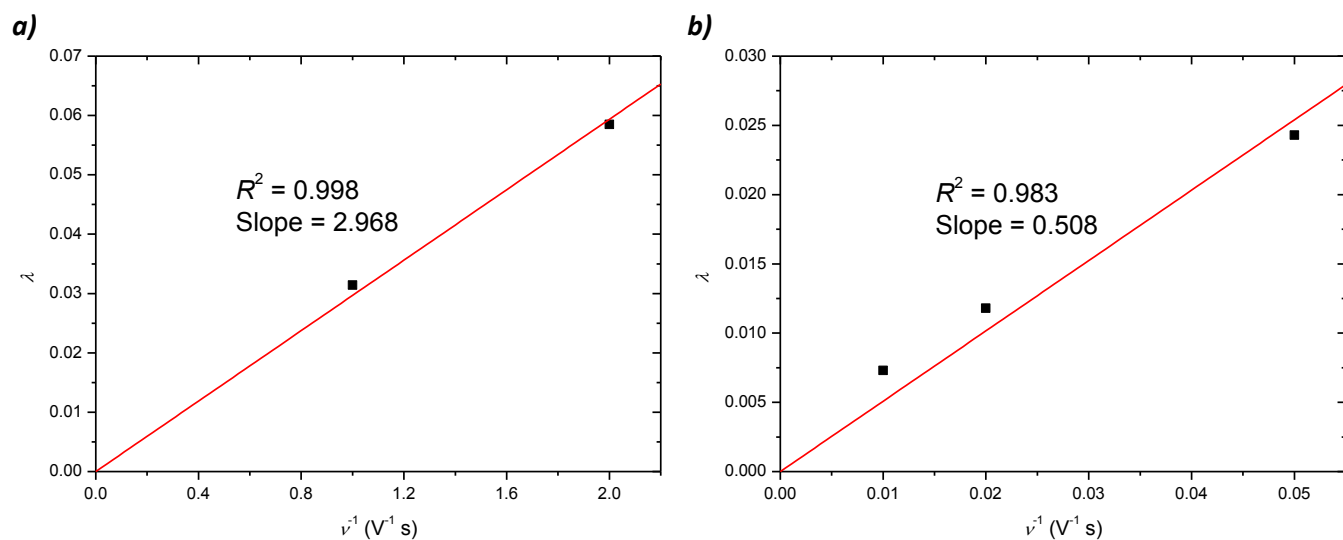 a)
0.07
0.06
0.05
0.04
0.03
0.02
0.01
0.00
λ
R² = 0.998
Slope = 2.968
0.0 0.4 0.8 1.2 1.6 2.0
ν⁻¹ (V⁻¹ s)
b)
0.030
0.025
0.020
0.015
0.010
0.005
0.000
λ
R² = 0.983
Slope = 0.508
0.00 0.01 0.02 0.03 0.04 0.05
ν⁻¹ (V⁻¹ s)